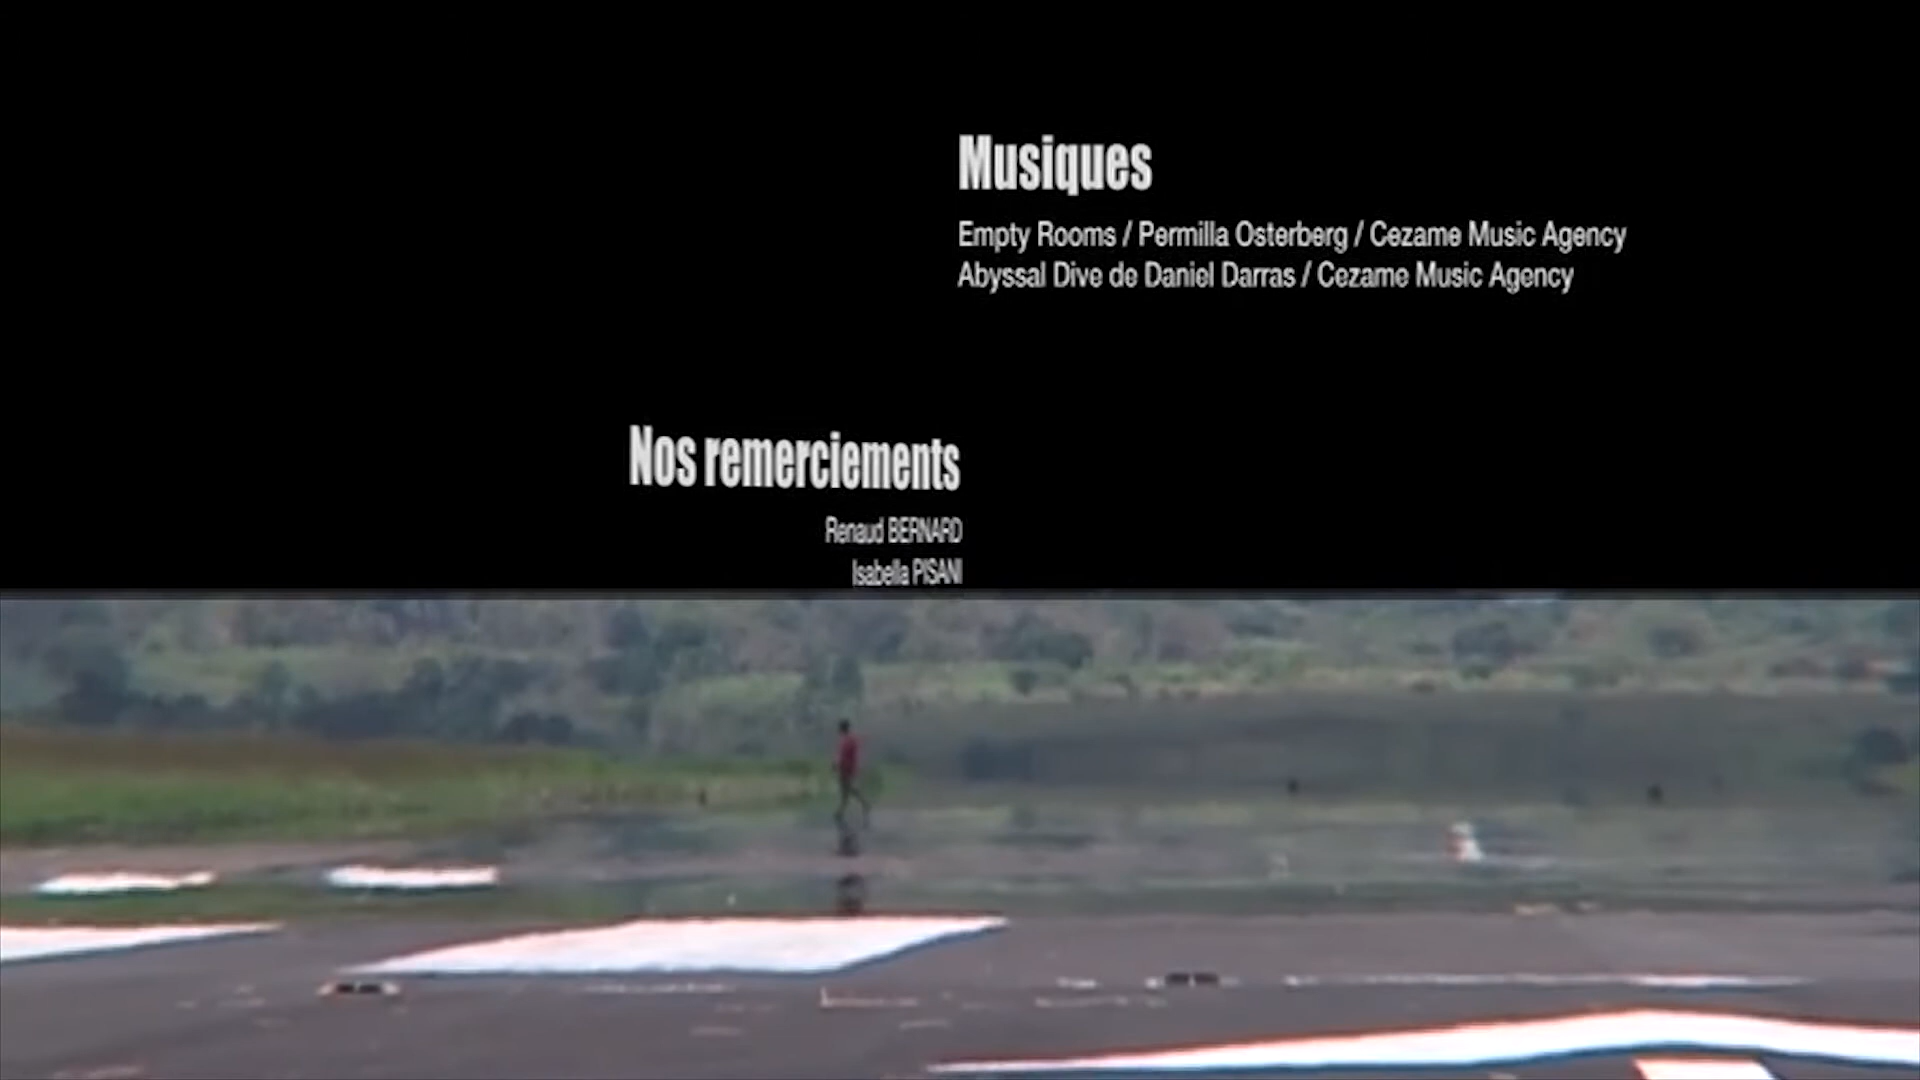 Musiques
Empty Rooms / Permilla Osterberg / Cezame Music Agency
Abyssal Dive de Daniel Darras / Cezame Music Agency
Nos remerciements
Renaud BERNARD
Isabella PISANI